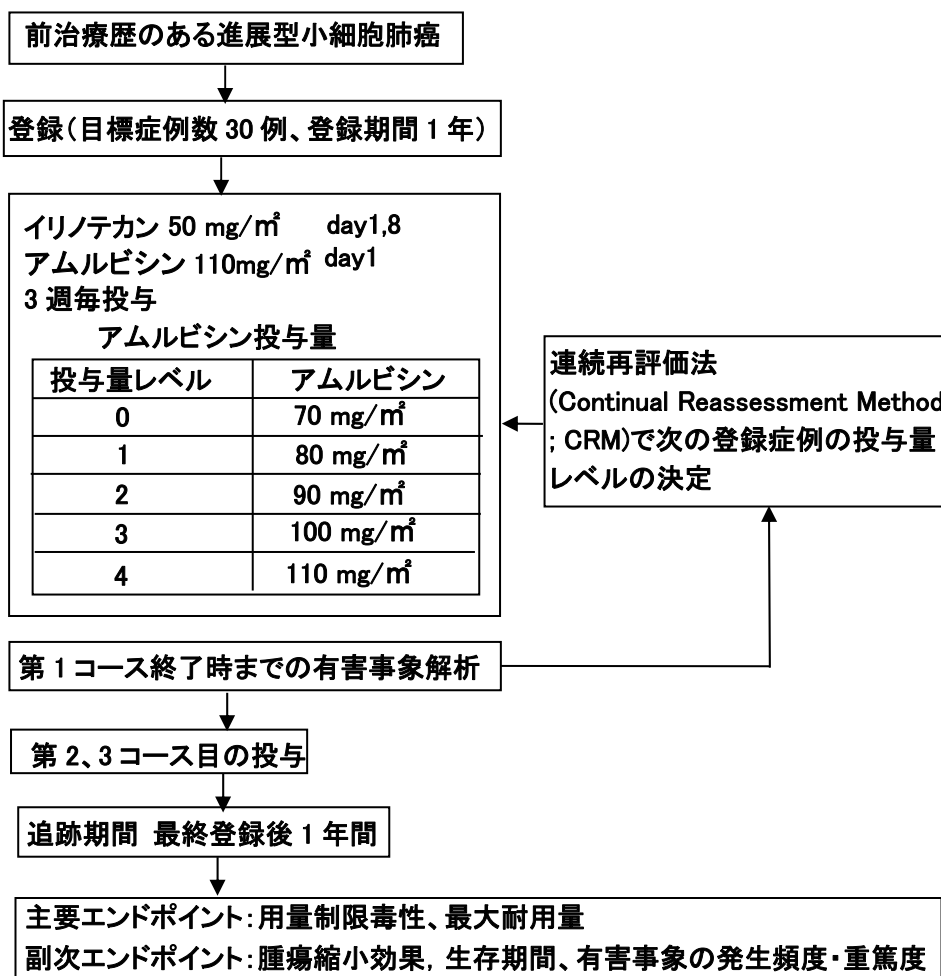 前治療歴のある進展型小細胞肺癌
登録(目標症例数 30 例、登録期間 1 年)
イリノテカン 50 mg/㎡ day1,8
アムルビシン 110mg/㎡ day1
3 週毎投与
アムルビシン投与量
投与量レベル アムルビシン
0 70 mg/㎡
1 80 mg/㎡
2 90 mg/㎡
3 100 mg/㎡
4 110 mg/㎡
連続再評価法
(Continual Reassessment Method
; CRM)で次の登録症例の投与量
レベルの決定
第 1 コース終了時までの有害事象解析
第 2、3 コース目の投与
追跡期間 最終登録後 1 年間
主要エンドポイント:用量制限毒性、最大耐用量
副次エンドポイント:腫瘍縮小効果, 生存期間、有害事象の発生頻度・重篤度